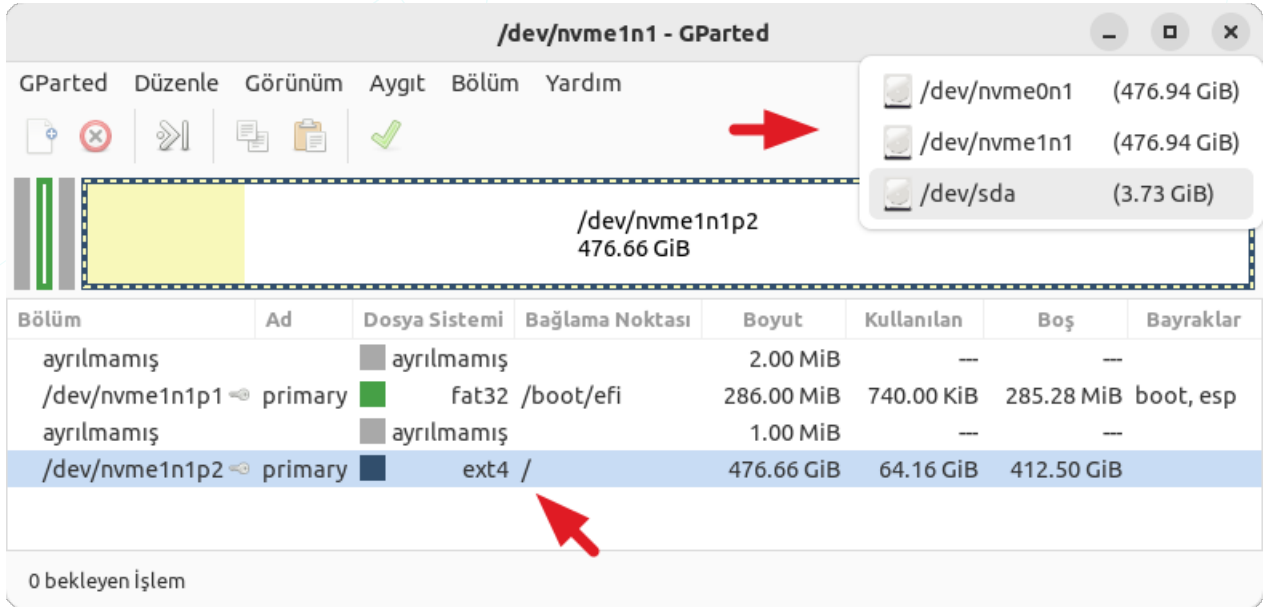 /dev/nvme1n1 - GParted
GParted Düzenle Görünüm Aygıt Bölüm Yardım
/dev/nvme0n1 (476.94 GiB)
/dev/nvme1n1 (476.94 GiB)
/dev/sda (3.73 GiB)
/dev/nvme1n1p2
476.66 GiB
Bölüm Ad Dosya Sistemi Bağlama Noktası Boyut Kullanılan Boş Bayraklar
ayrılmamış ayrılmamış 2.00 MiB --- ---
/dev/nvme1n1p1 primary fat32 /boot/efi 286.00 MiB 740.00 KiB 285.28 MiB boot, esp
ayrılmamış ayrılmamış 1.00 MiB --- ---
/dev/nvme1n1p2 primary ext4 / 476.66 GiB 64.16 GiB 412.50 GiB
0 bekleyen İşlem